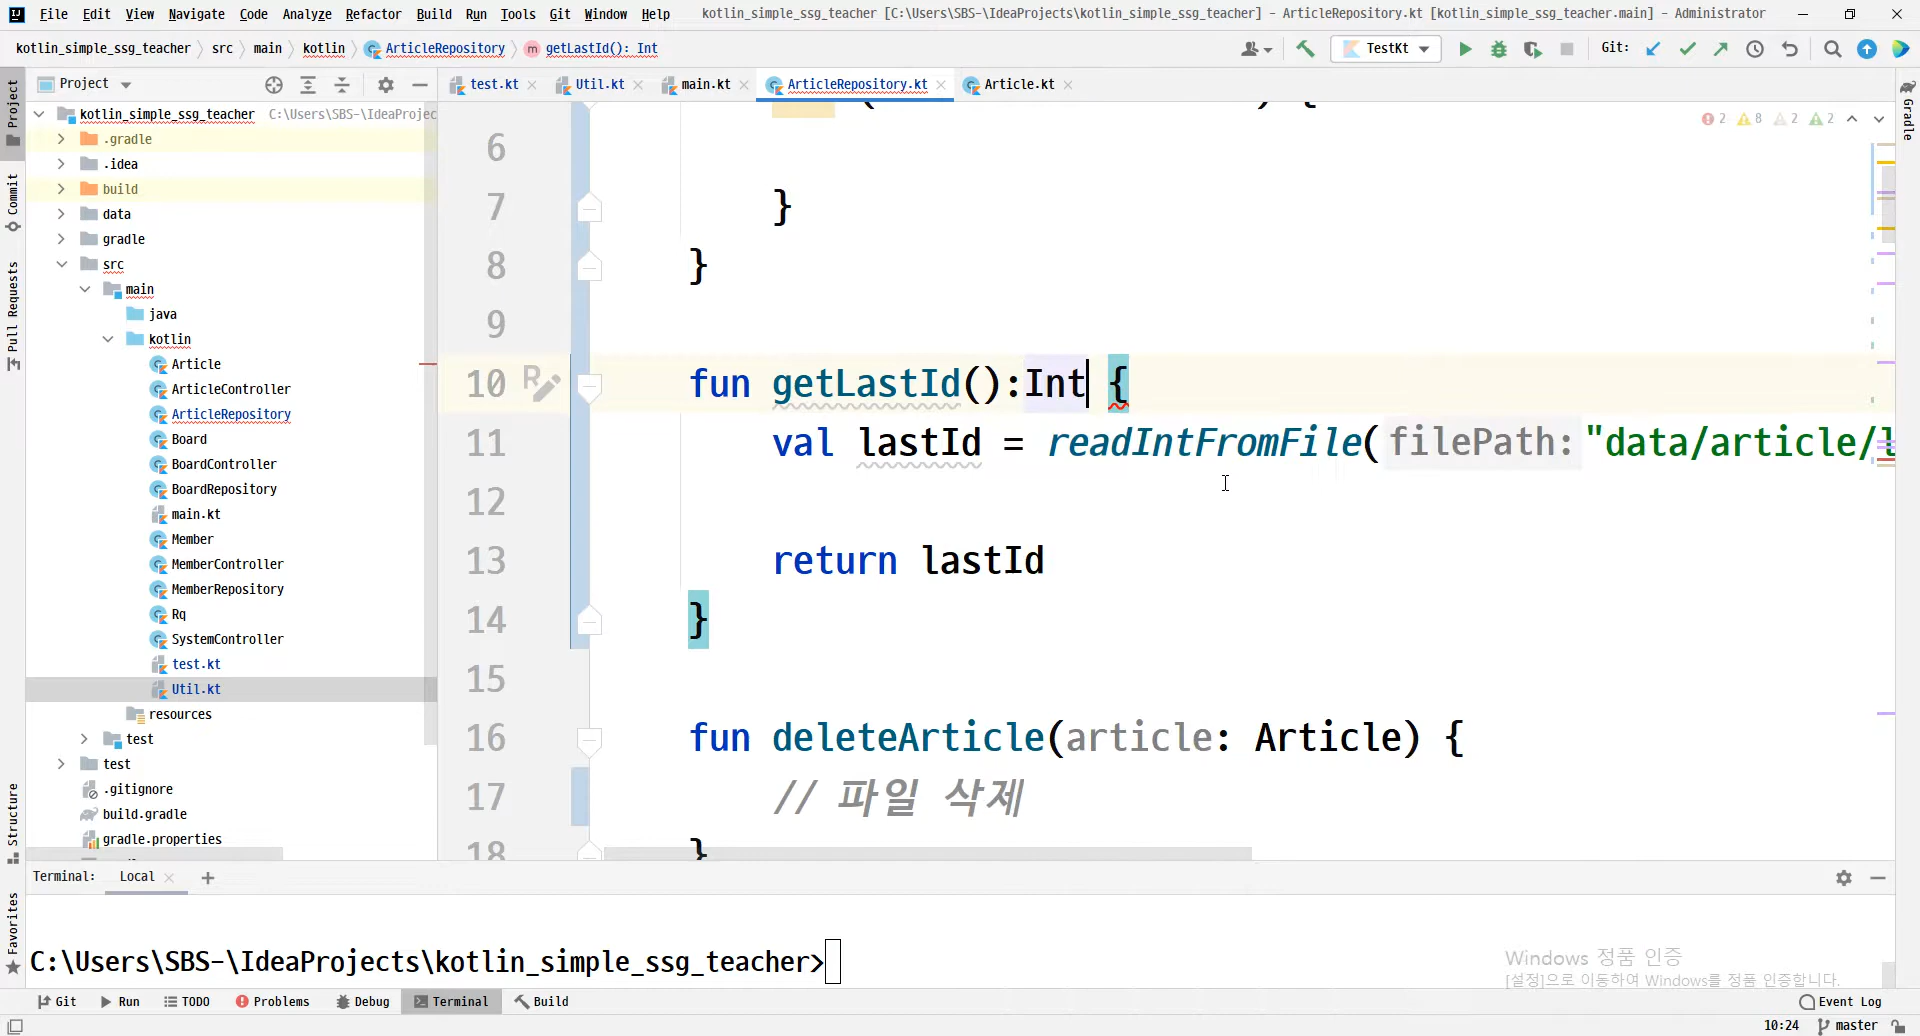 File Edit View Navigate Code Analyze Refactor Build Run Tools Git Window Help kotlin_simple_ssg_teacher [C:\Users\SBS-\IdeaProjects\kotlin_simple_ssg_teacher] - ArticleRepository.kt [kotlin_simple_ssg_teacher.main] - Administrator
kotlin_simple_ssg_teacher src main kotlin ArticleRepository getLastId(): Int TestKt Git:
Project
test.kt Util.kt main.kt ArticleRepository.kt Article.kt
kotlin_simple_ssg_teacher C:\Users\SBS-\IdeaProjec
.gradle
.idea
build
data
gradle
src
main
java
kotlin
Article
ArticleController
ArticleRepository
Board
BoardController
BoardRepository
main.kt
Member
MemberController
MemberRepository
Rq
SystemController
test.kt
Util.kt
resources
test
test
.gitignore
build.gradle
gradle.properties
Project
Commit
Pull Requests
Structure
Favorites
Gradle
2 8 2 2
6
7 }
8 }
9
10 fun getLastId():Int {
11 val lastId = readIntFromFile( filePath: "data/article/l
12
13 return lastId
14 }
15
16 fun deleteArticle(article: Article) {
17 // 파일 삭제
18 }
Terminal: Local
C:\Users\SBS-\IdeaProjects\kotlin_simple_ssg_teacher>
Windows 정품 인증
[설정]으로 이동하여 Windows를 정품 인증합니다.
Git Run TODO Problems Debug Terminal Build Event Log
10:24 master